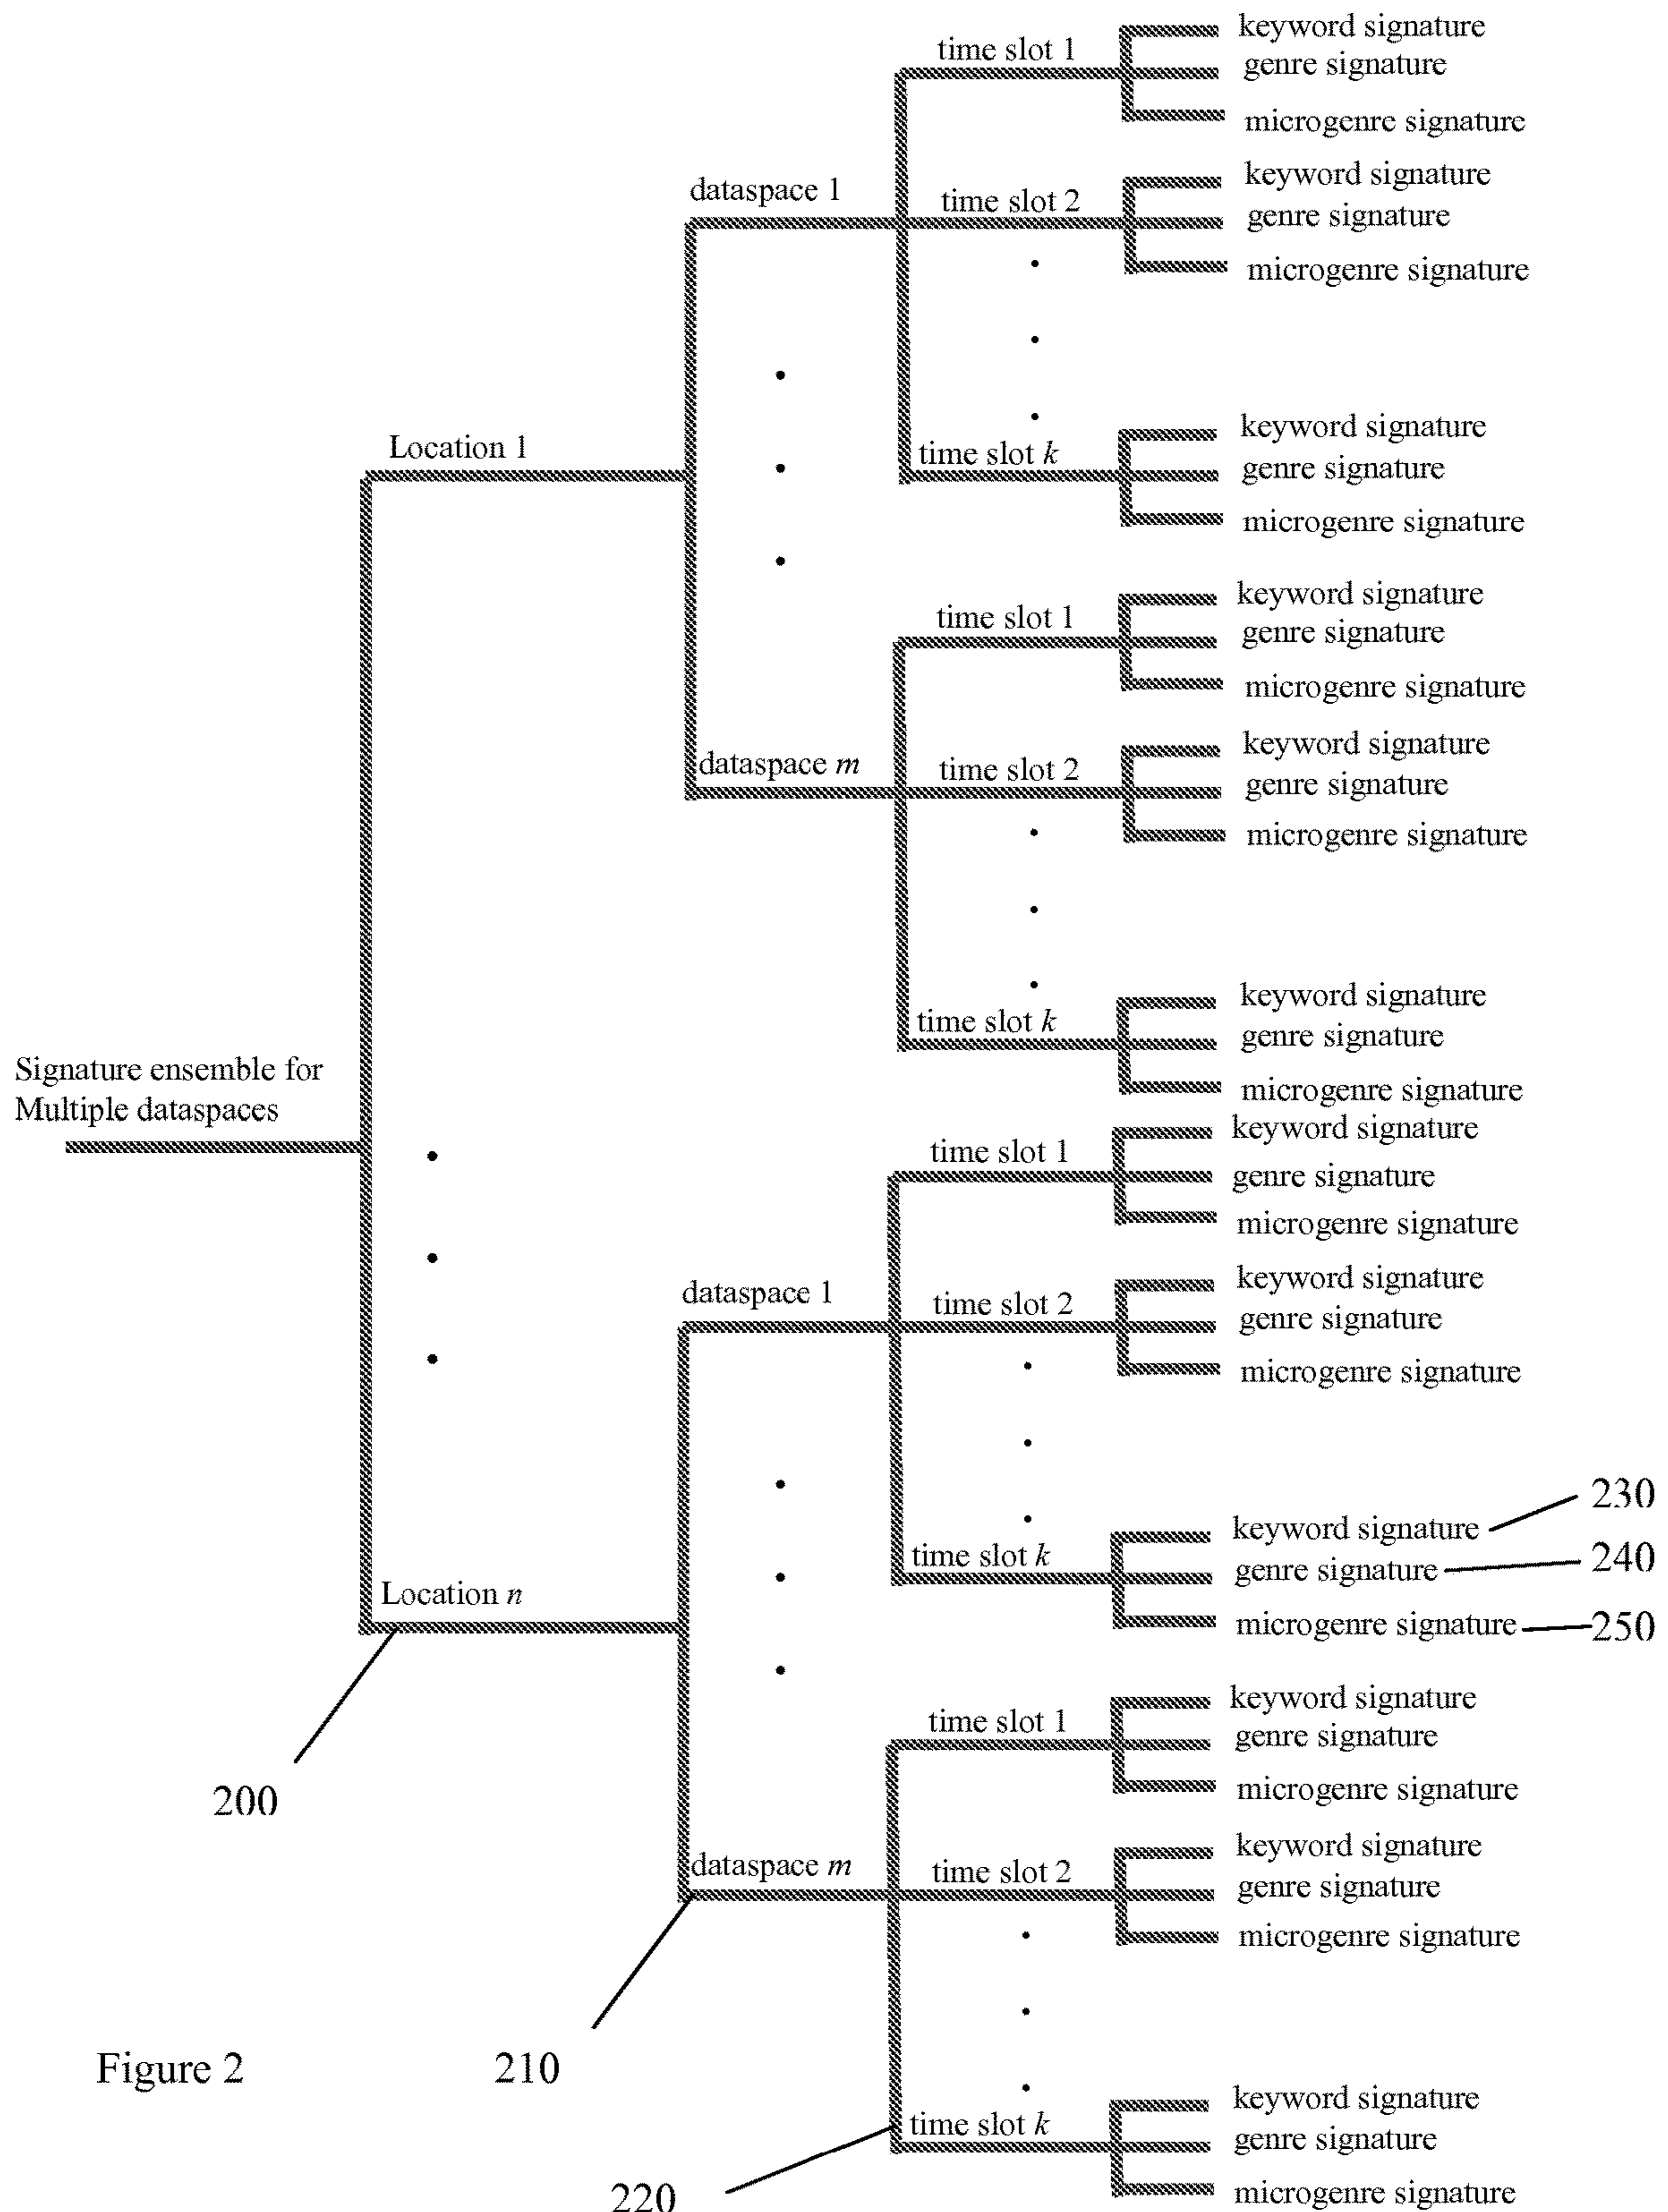 time slot 1
keyword signature
genre signature
microgenre signature
dataspace 1
time slot 2
keyword signature
genre signature
microgenre signature
Location 1
time slot k
keyword signature
genre signature
microgenre signature
time slot 1
keyword signature
genre signature
microgenre signature
dataspace m
time slot 2
keyword signature
genre signature
microgenre signature
time slot k
keyword signature
genre signature
microgenre signature
Signature ensemble for
Multiple dataspaces
time slot 1
keyword signature
genre signature
microgenre signature
dataspace 1
time slot 2
keyword signature
genre signature
microgenre signature
time slot k
keyword signature
230
genre signature
240
microgenre signature
250
Location n
200
time slot 1
keyword signature
genre signature
microgenre signature
dataspace m
time slot 2
keyword signature
genre signature
microgenre signature
Figure 2
210
time slot k
keyword signature
genre signature
microgenre signature
220